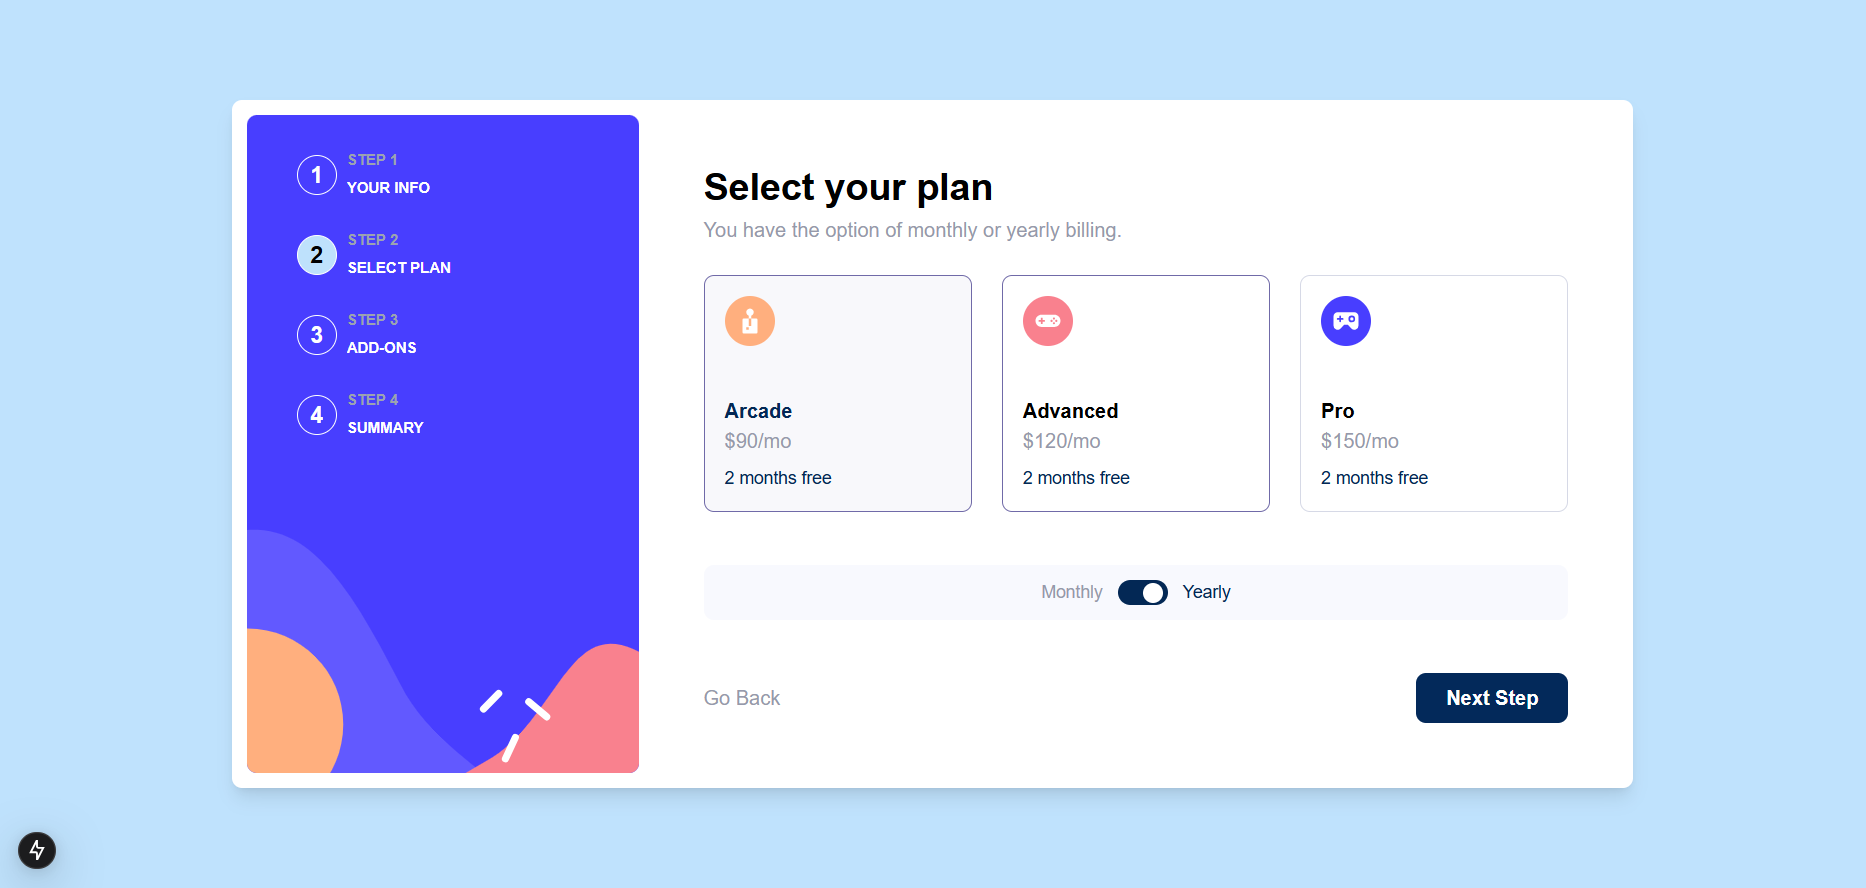 1
STEP 1
YOUR INFO
2
STEP 2
SELECT PLAN
3
STEP 3
ADD-ONS
4
STEP 4
SUMMARY
Select your plan
You have the option of monthly or yearly billing.
Arcade
$90/mo
2 months free
Advanced
$120/mo
2 months free
Pro
$150/mo
2 months free
Monthly Yearly
Go Back
Next Step